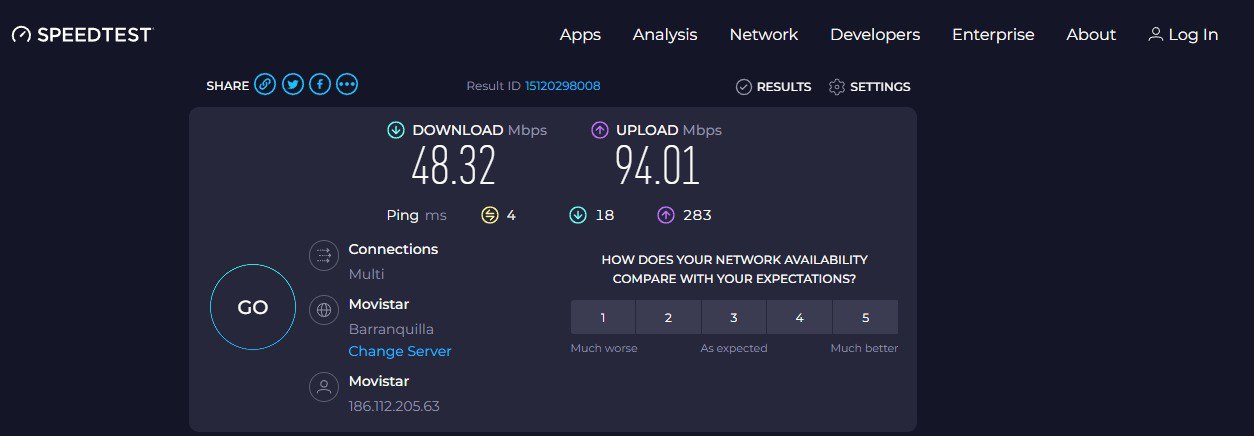 SPEEDTEST
Apps Analysis Network Developers Enterprise About Log In
SHARE Result ID 15120298008 RESULTS SETTINGS
DOWNLOAD Mbps UPLOAD Mbps
48.32 94.01
Ping ms 4 18 283
Connections
Multi
Movistar
Barranquilla
Change Server
Movistar
186.112.205.63
GO
HOW DOES YOUR NETWORK AVAILABILITY
COMPARE WITH YOUR EXPECTATIONS?
1 2 3 4 5
Much worse As expected Much better